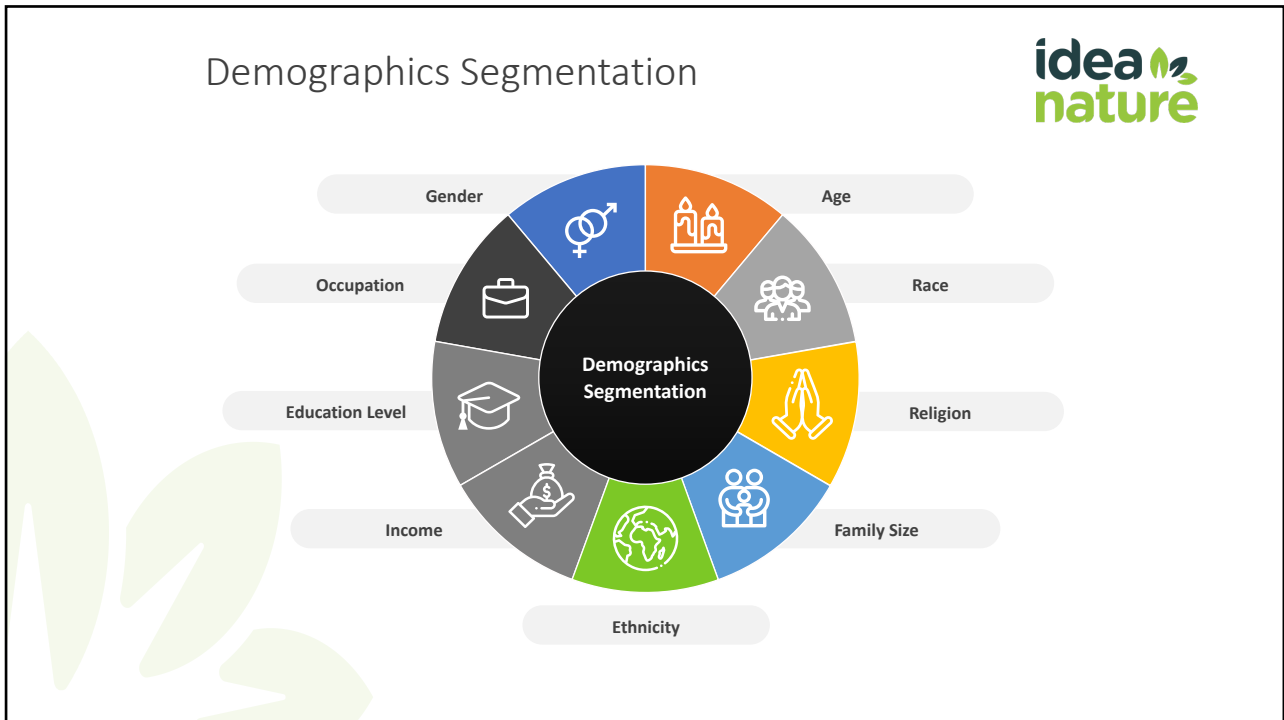 Demographics Segmentation
idea
nature
Gender
Age
Occupation
Race
Demographics
Segmentation
Education Level
Religion
$
Income
Family Size
Ethnicity